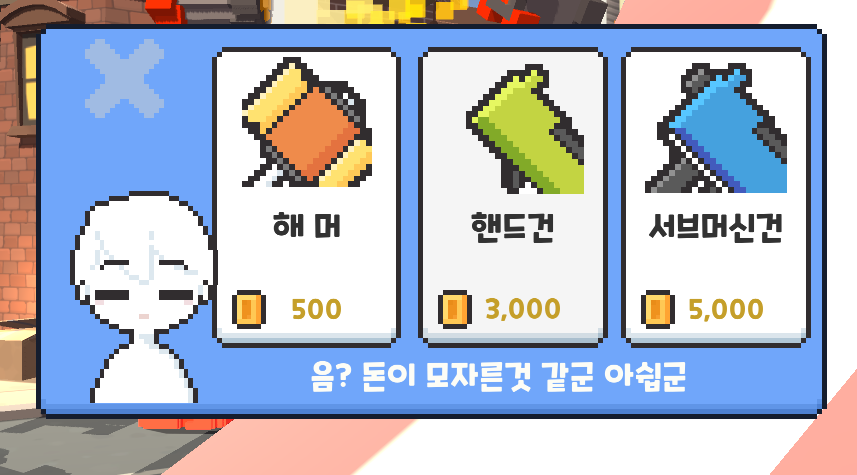 해 머
핸드건
서브머신건
500
3,000
5,000
음? 돈이 모자른것 같군 아쉽군